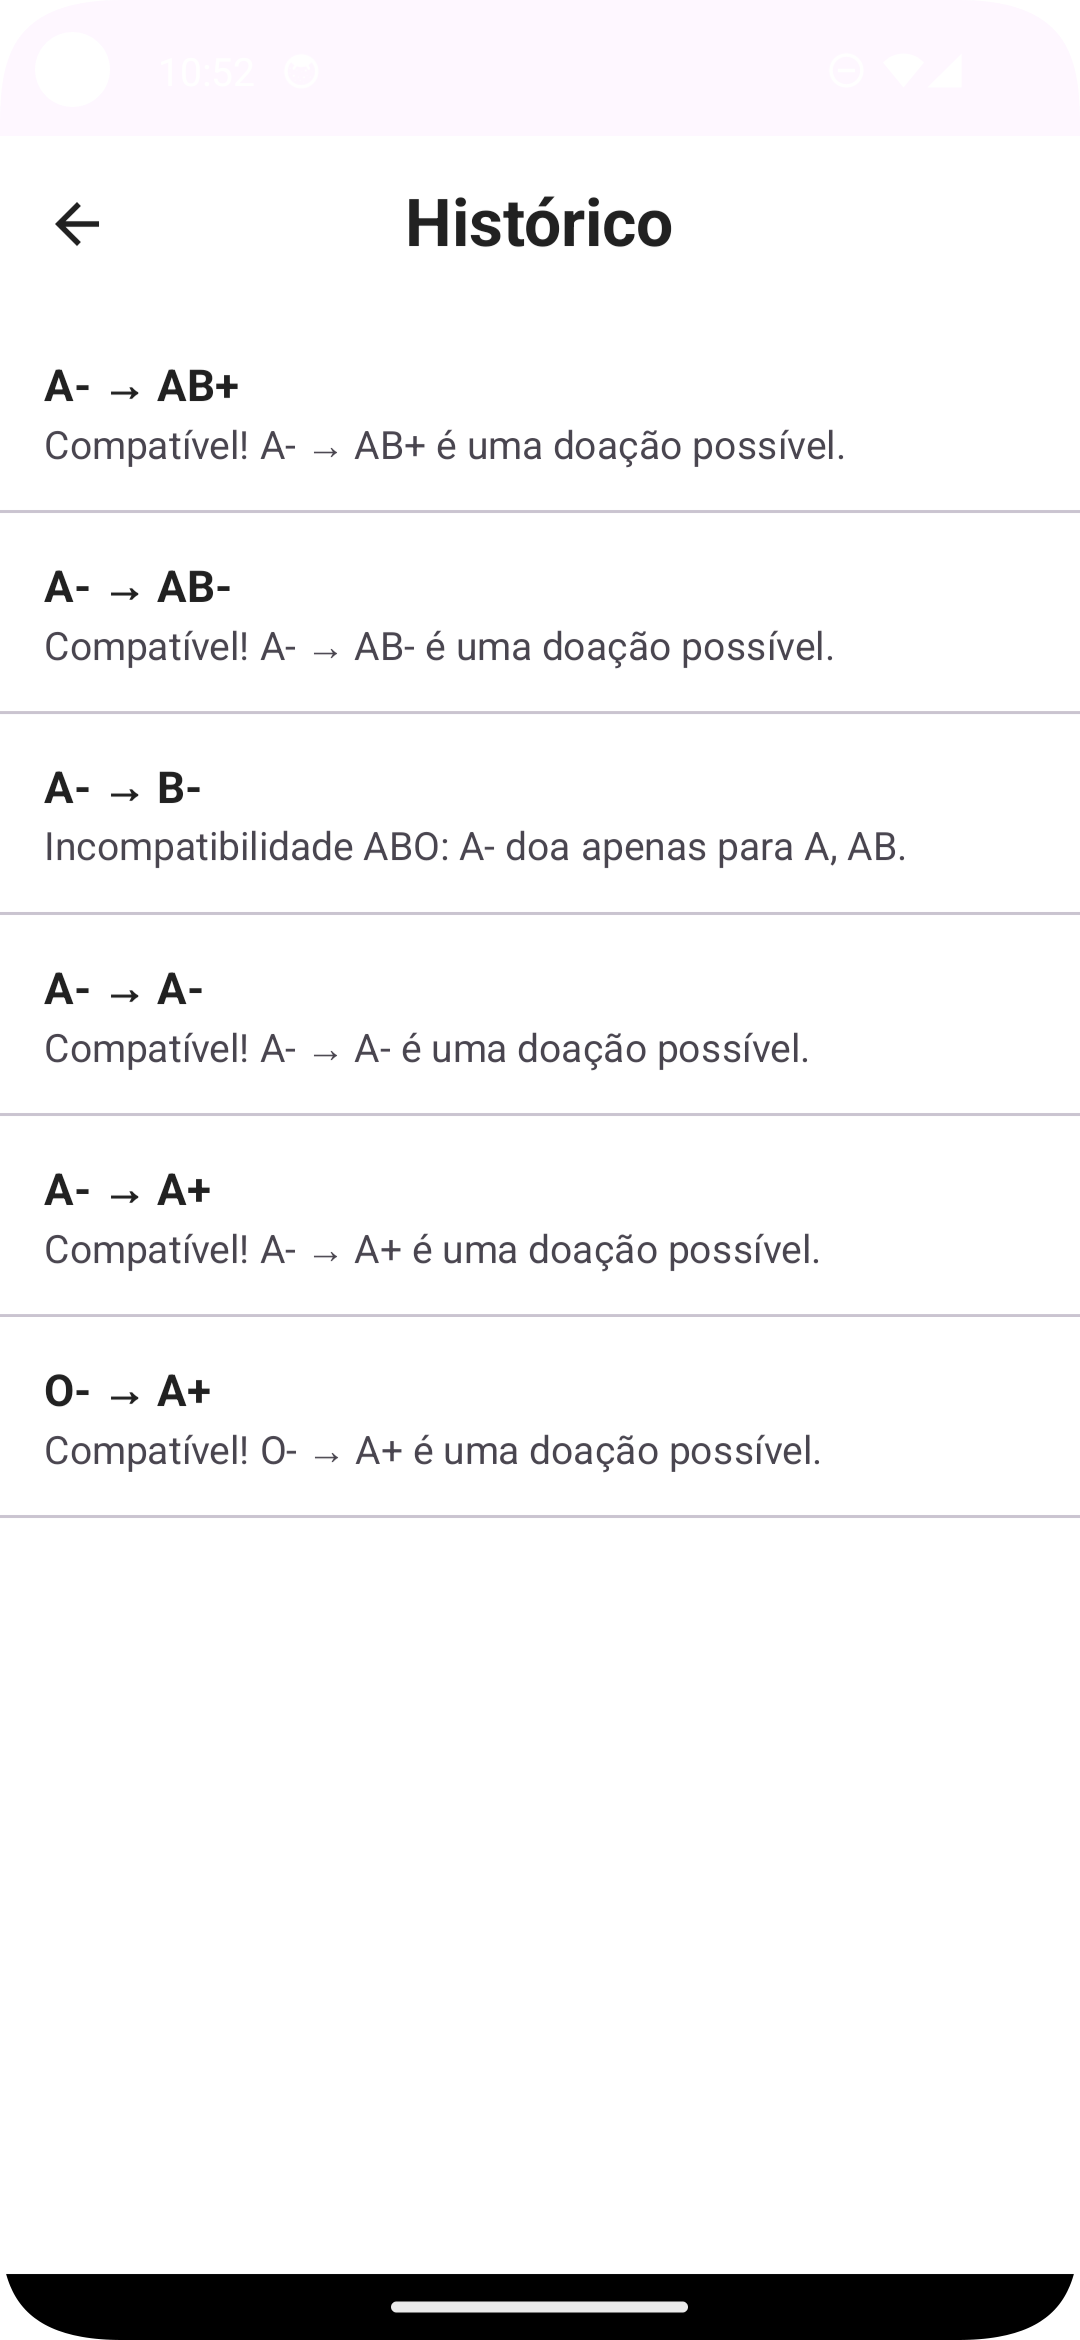 10:52
Histórico
A- → AB+
Compatível! A- → AB+ é uma doação possível.
A- → AB-
Compatível! A- → AB- é uma doação possível.
A- → B-
Incompatibilidade ABO: A- doa apenas para A, AB.
A- → A-
Compatível! A- → A- é uma doação possível.
A- → A+
Compatível! A- → A+ é uma doação possível.
O- → A+
Compatível! O- → A+ é uma doação possível.